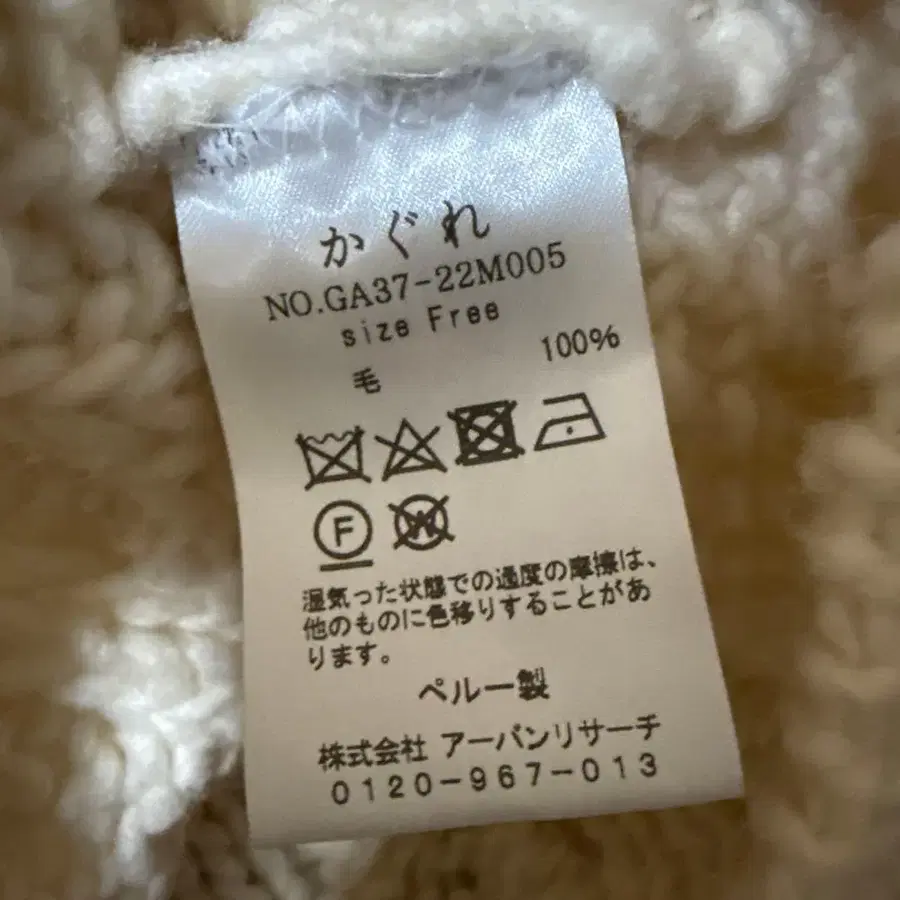 かぐれ
NO.GA37-22M005
size Free
毛 100%
F W
湿気った状態での過度の摩擦は、
他のものに色移りすることがあ
ります。
ペルー製
株式会社 アーバンリサーチ
0120-967-013